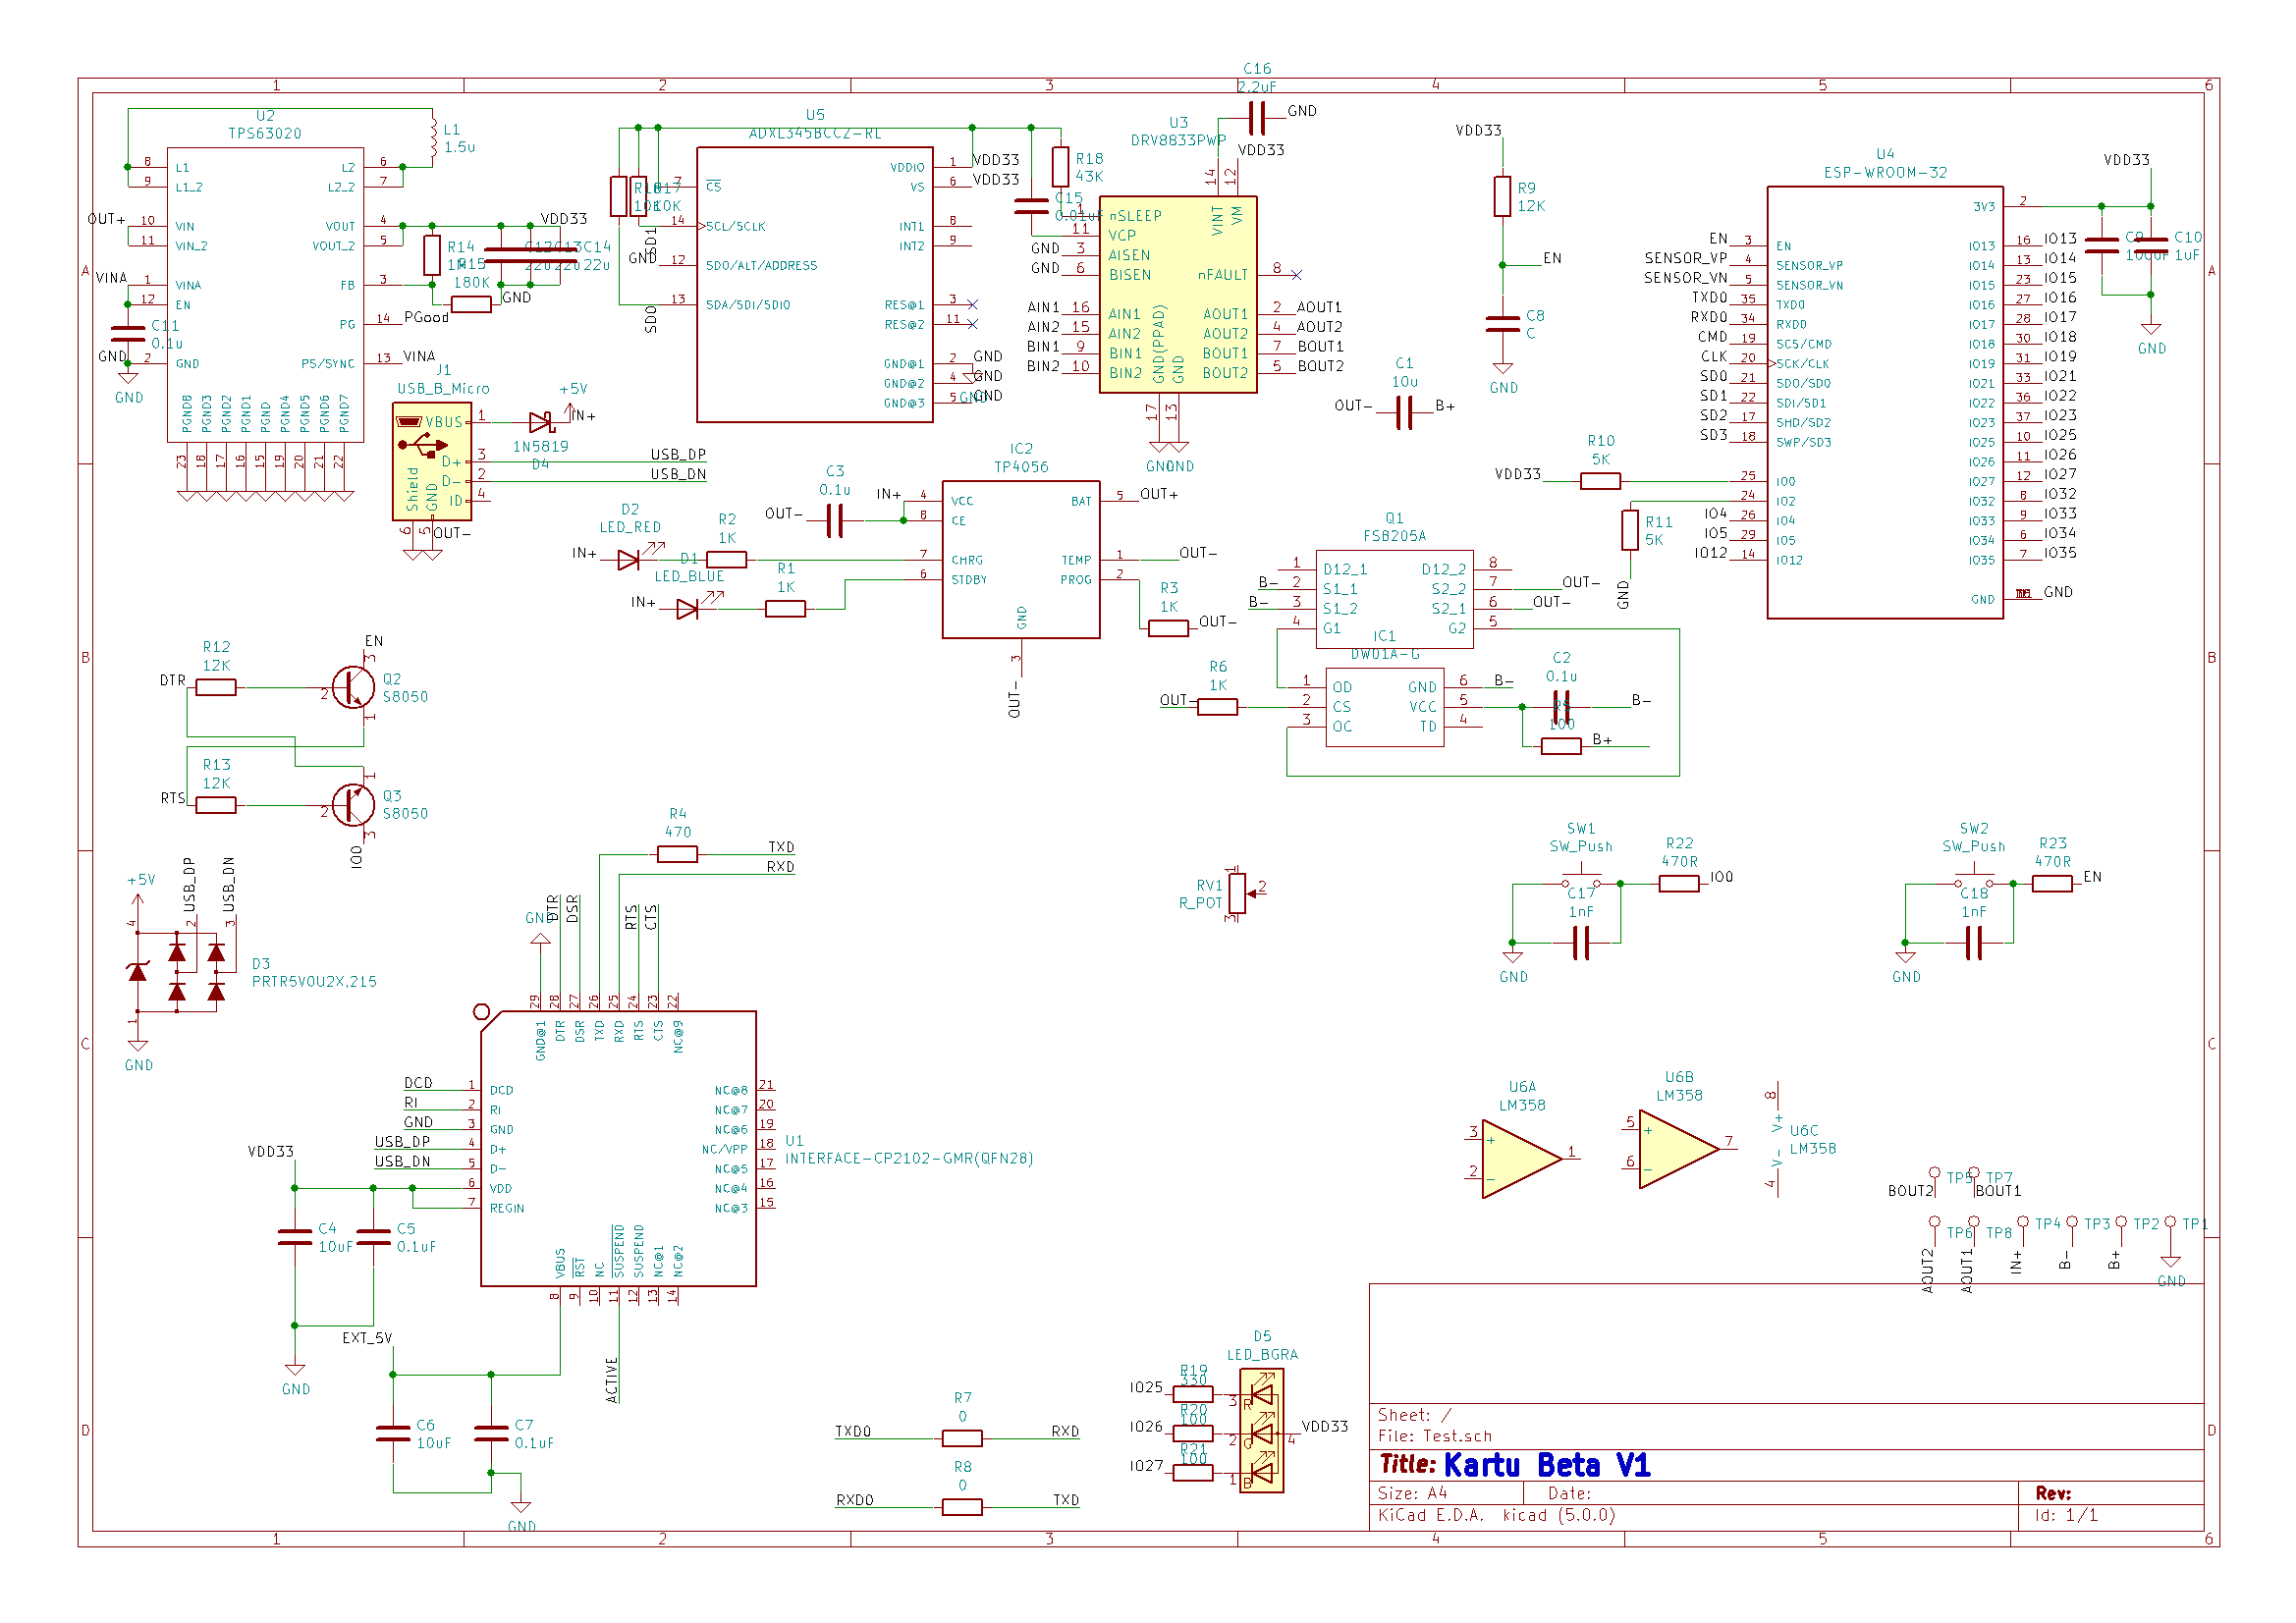 1 2 3 4 5 6
A B C D
U2
TPS63020
L1
1.5u
8 L1
9 L1_2
OUT+ 10 VIN
11 VIN_2
VINA 1 VINA
12 EN
C11
0.1u
GND 2 GND
GND
L2 6
L2_2 7
VOUT 4 VDD33
VOUT_2 5
FB 3
PG 14 PGood
PS/SYNC 13 VINA
R14
R15
180K
C12 C13 C14
22u 22u 22u
GND
PGND8 PGND3 PGND2 PGND1 PGND PGND4 PGND5 PGND6 PGND7
23 18 17 16 15 19 20 21 22
J1
USB_B_Micro
VBUS 1
D+ 3 USB_DP
D- 2 USB_DN
ID 4
Shield GND
6 5 OUT-
+5V
IN+
1N5819
D4
U5
ADXL345BCCZ-RL
R16 R17
10K 10K
7 CS
SD1 14 SCL/SCLK
GND 12 SDO/ALT/ADDRESS
SD0 13 SDA/SDI/SDIO
VDDIO 1 VDD33
VS 6 VDD33
INT1 8
INT2 9
RES@1 3
RES@2 11
GND@1 2 GND
GND@2 4 GND
GND@3 5 GND
GND
C16
2.2uF
GND
VDD33
U3
DRV8833PWP
R18
43K
C15
0.01uF
14 12
VINT VM
1 nSLEEP
11 VCP
GND 3 AISEN
GND 6 BISEN
nFAULT 8
AIN1 16 AIN1
AIN2 15 AIN2
BIN1 9 BIN1
BIN2 10 BIN2
AOUT1 2 AOUT1
AOUT2 4 AOUT2
BOUT1 7 BOUT1
BOUT2 5 BOUT2
GND(PPAD) GND
17 13
GND GND
VDD33
R9
12K
EN
C8
C
GND
C1
10u
OUT- B+
U4
ESP-WROOM-32
EN 3 EN
SENSOR_VP 4 SENSOR_VP
SENSOR_VN 5 SENSOR_VN
TXD0 35 TXD0
RXD0 34 RXD0
CMD 19 SCS/CMD
CLK 20 SCK/CLK
SD0 21 SDO/SD0
SD1 22 SDI/SD1
SD2 17 SHD/SD2
SD3 18 SWP/SD3
25 IO0
24 IO2
IO4 26 IO4
IO5 29 IO5
IO12 14 IO12
3V3 2
IO13 16 IO13
IO14 13 IO14
IO15 23 IO15
IO16 27 IO16
IO17 28 IO17
IO18 30 IO18
IO19 31 IO19
IO21 33 IO21
IO22 36 IO22
IO23 37 IO23
IO25 10 IO25
IO26 11 IO26
IO27 12 IO27
IO32 8 IO32
IO33 9 IO33
IO34 6 IO34
IO35 7 IO35
GND GND
VDD33
C9
100uF
C10
1uF
GND
VDD33
R10
5K
R11
5K
GND
IC2
TP4056
C3
0.1u
OUT- IN+
4 VCC
8 CE
7 CHRG
6 STDBY
BAT 5 OUT+
TEMP 1 OUT-
PROG 2
GND
3
OUT-
R3
1K
OUT-
D2
LED_RED
IN+
R2
1K
D1
LED_BLUE
IN+
R1
1K
Q1
FSB205A
1 D12_1
B- 2 S1_1
B- 3 S1_2
4 G1
D12_2 8
S2_2 7 OUT-
S2_1 6 OUT-
G2 5
IC1
DW01A-G
R6
1K
OUT-
1 OD
2 CS
3 OC
GND 6 B-
VCC 5
TD 4
C2
0.1u
B-
100
B+
R12
12K
DTR
EN
3 2 1
Q2
S8050
R13
12K
RTS
1 2 3
Q3
S8050
IO0
+5V
USB_DP
USB_DN
4 2 3 1
D3
PRTR5V0U2X,215
GND
R4
470
TXD
RXD
GND DTR DSR RTS CTS
29 28 27 26 25 24 23 22
GND@1 DTR DSR TXD RXD RTS CTS NC@9
DCD 1 DCD
RI 2 RI
GND 3 GND
USB_DP 4 D+
USB_DN 5 D-
6 VDD
7 REGIN
NC@8 21
NC@7 20
NC@6 19
NC/VPP 18
NC@5 17
NC@4 16
NC@3 15
U1
INTERFACE-CP2102-GMR(QFN28)
VBUS RST NC SUSPEND SUSPEND NC@1 NC@2
8 9 10 11 12 13 14
VDD33
C4
10uF
C5
0.1uF
GND
EXT_5V
ACTIVE
C6
10uF
C7
0.1uF
GND
RV1
R_POT
1 2 3
SW1
SW_Push
C17
1nF
R22
470R
IO0
GND
SW2
SW_Push
C18
1nF
R23
470R
EN
GND
U6A
LM358
3 + 2 - 1
U6B
LM358
5 + 6 - 7
8 V+
U6C
LM358
4 V-
TP5 TP7
BOUT2 BOUT1
TP6 TP8 TP4 TP3 TP2 TP1
AOUT2 AOUT1 IN+ B- B+ GND
R7
0
TXD0 RXD
R8
0
RXD0 TXD
D5
LED_BGRA
R19
330
IO25 3 R
R20
100
IO26 2 G
4 VDD33
R21
100
IO27 1 B
Sheet: /
File: Test.sch
Title: Kartu Beta V1
Size: A4 Date: Rev:
KiCad E.D.A. kicad (5.0.0) Id: 1/1
1 2 3 4 5 6